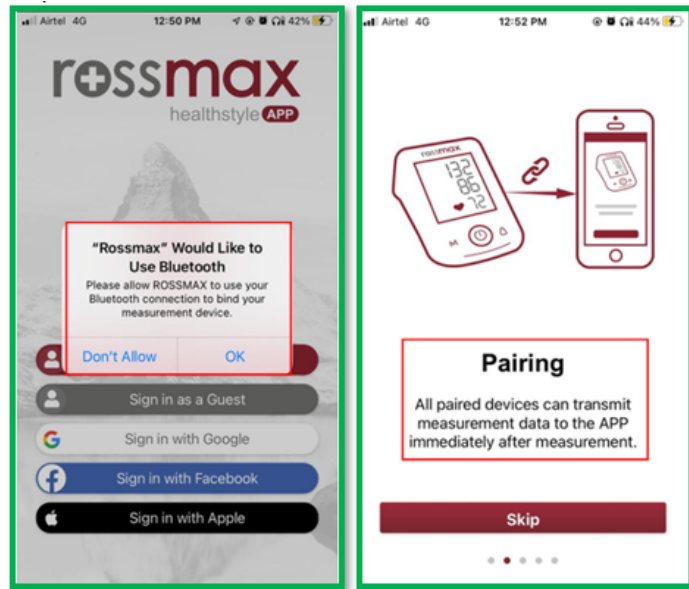 Airtel 4G 12:50 PM 42%
rossmax
healthstyle APP
"Rossmax" Would Like to
Use Bluetooth
Please allow ROSSMAX to use your
Bluetooth connection to bind your
measurement device.
Don't Allow OK
Sign in as a Guest
Sign in with Google
Sign in with Facebook
Sign in with Apple
Airtel 4G 12:52 PM 44%
rossmax
132
86
72
M
Pairing
All paired devices can transmit
measurement data to the APP
immediately after measurement.
Skip